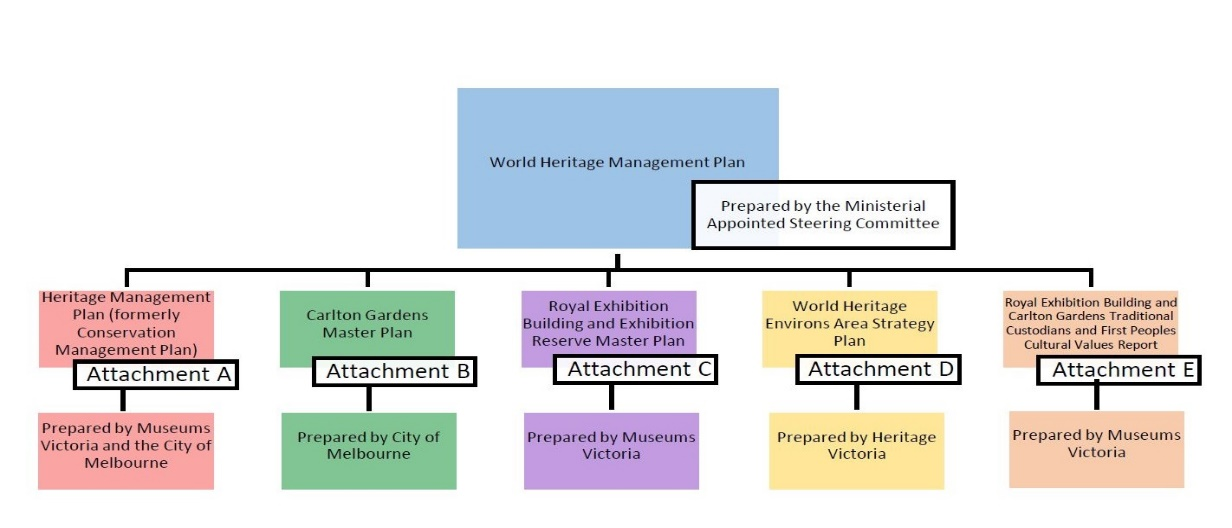 World Heritage Management Plan
Prepared by the Ministerial
Appointed Steering Committee
Heritage Management
Plan (formerly
Conservation
Management Plan)
Attachment A
Prepared by Museums
Victoria and the City of
Melbourne
Carlton Gardens
Master Plan
Attachment B
Prepared by City of
Melbourne
Royal Exhibition
Building and Exhibition
Reserve Master Plan
Attachment C
Prepared by Museums
Victoria
World Heritage
Environs Area Strategy
Plan
Attachment D
Prepared by Heritage
Victoria
Royal Exhibition Building and
Carlton Gardens Traditional
Custodians and First Peoples
Cultural Values Report
Attachment E
Prepared by Museums
Victoria